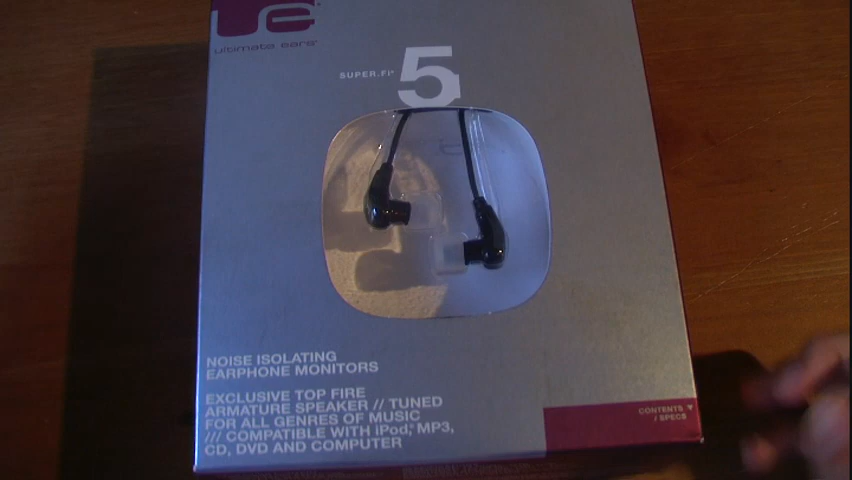 ue
ultimate ears
SUPER.FI 5
NOISE ISOLATING
EARPHONE MONITORS
EXCLUSIVE TOP FIRE
ARMATURE SPEAKER // TUNED
FOR ALL GENRES OF MUSIC
/// COMPATIBLE WITH iPod, MP3,
CD, DVD AND COMPUTER
CONTENTS ▼
/ SPECS